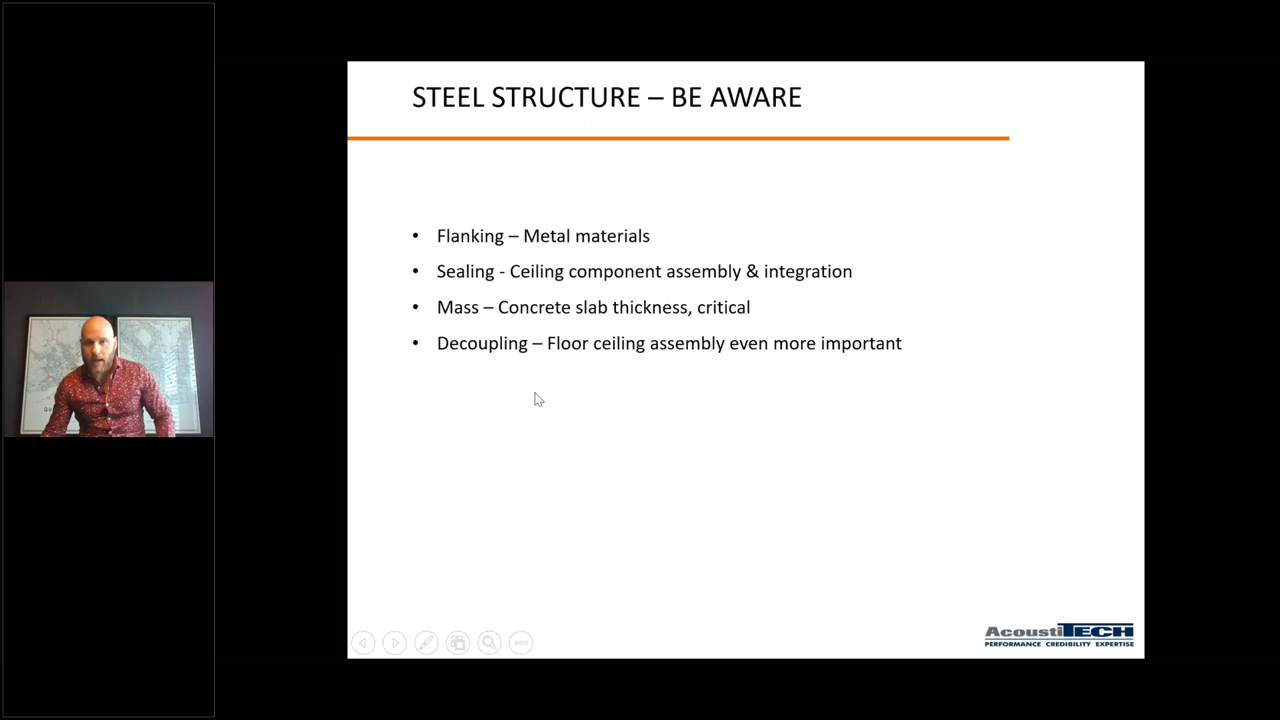 STEEL STRUCTURE – BE AWARE
• Flanking – Metal materials
• Sealing - Ceiling component assembly & integration
• Mass – Concrete slab thickness, critical
• Decoupling – Floor ceiling assembly even more important
AcoustiTECH
PERFORMANCE CREDIBILITY EXPERTISE